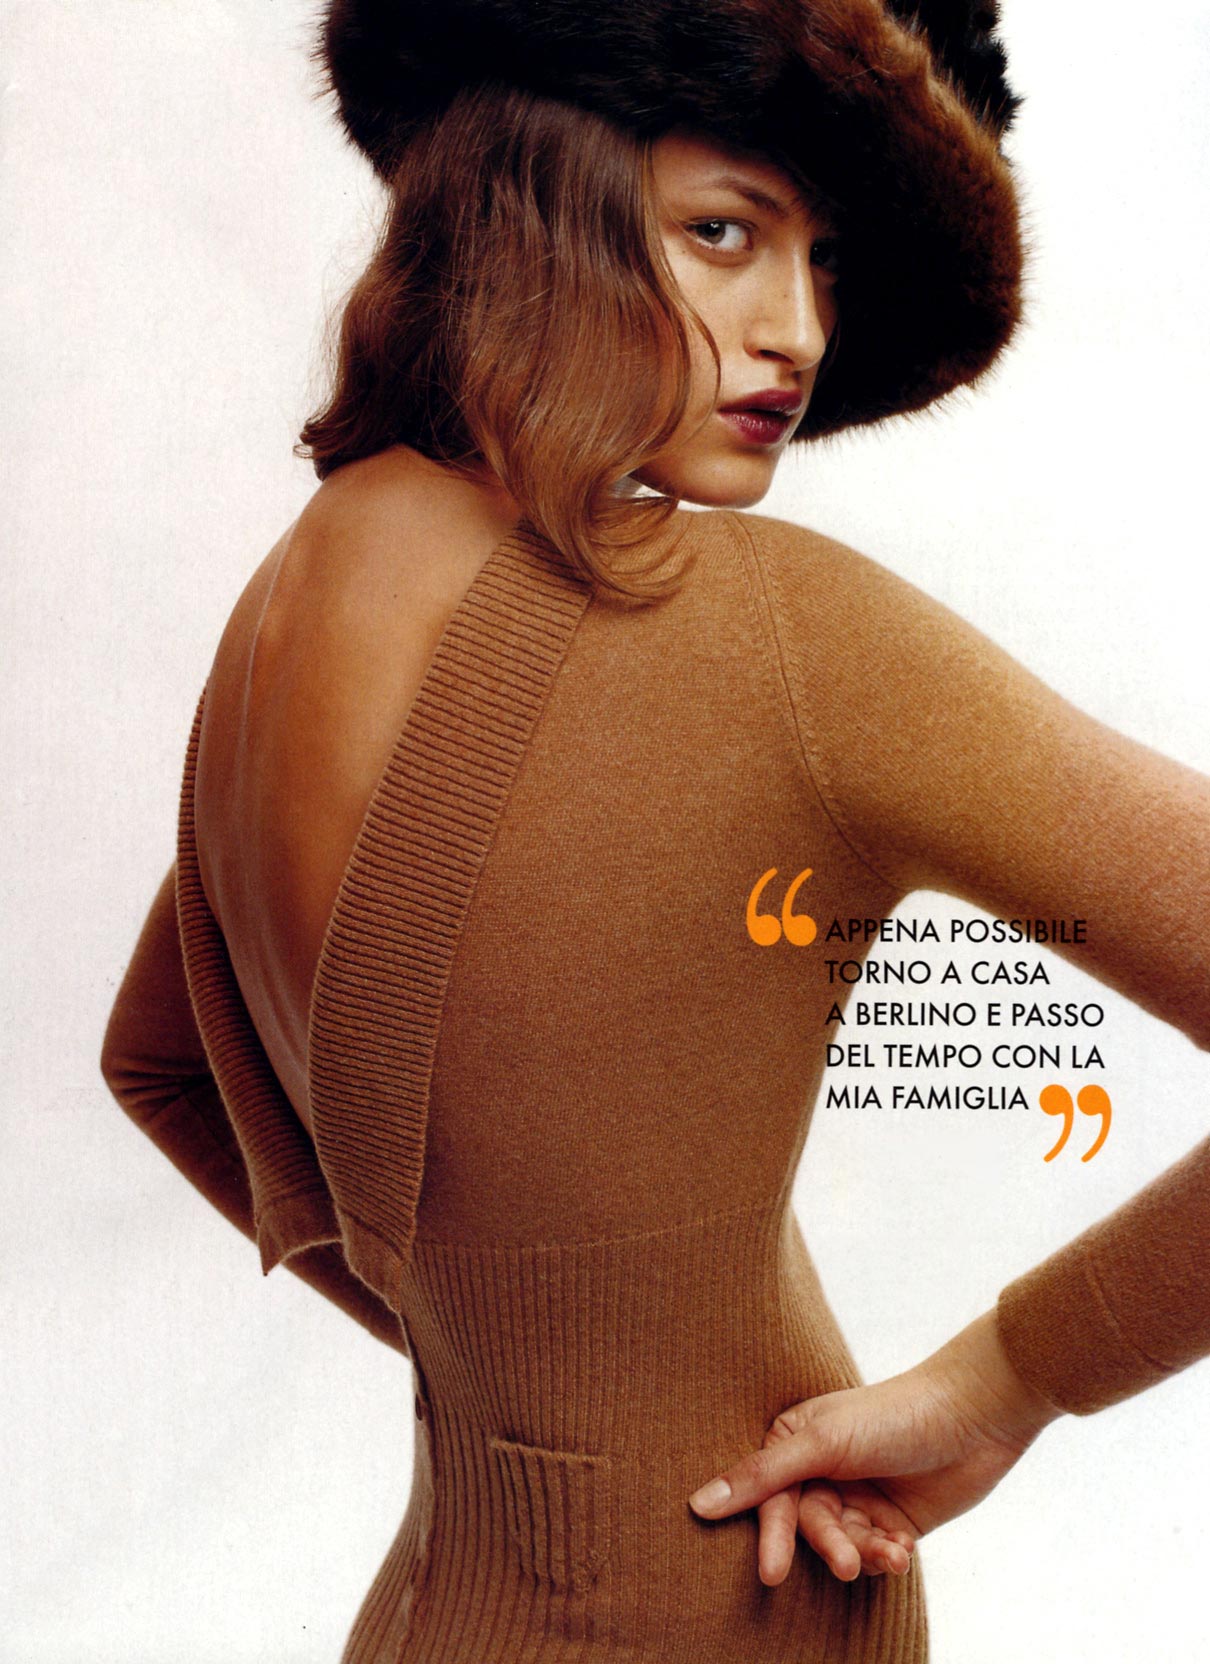 “APPENA POSSIBILE
TORNO A CASA
A BERLINO E PASSO
DEL TEMPO CON LA
MIA FAMIGLIA”